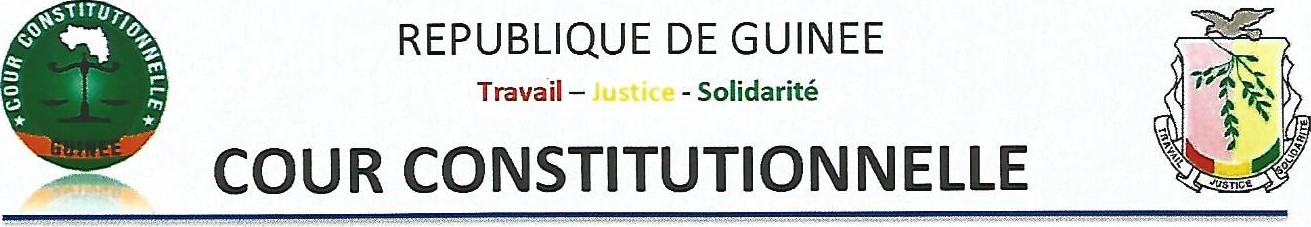 COUR CONSTITUTIONNELLE
GUINEE
REPUBLIQUE DE GUINEE
Travail – Justice - Solidarité
COUR CONSTITUTIONNELLE
TRAVAIL JUSTICE SOLIDARITE